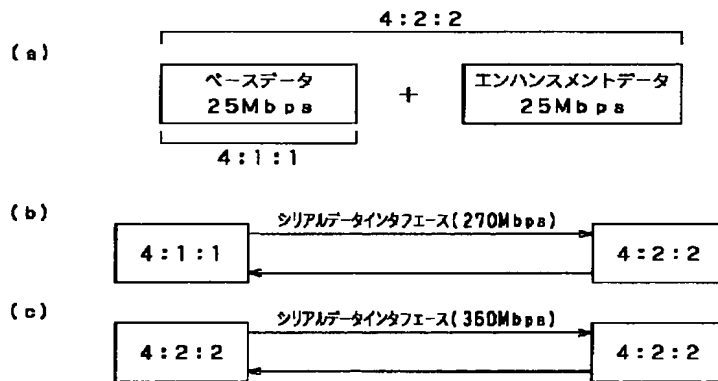 4:2:2
(a)
ベースデータ
25Mbps
+
エンハンスメントデータ
25Mbps
4:1:1
(b)
シリアルデータインタフェース(270Mbps)
4:1:1
4:2:2
(c)
シリアルデータインタフェース(360Mbps)
4:2:2
4:2:2